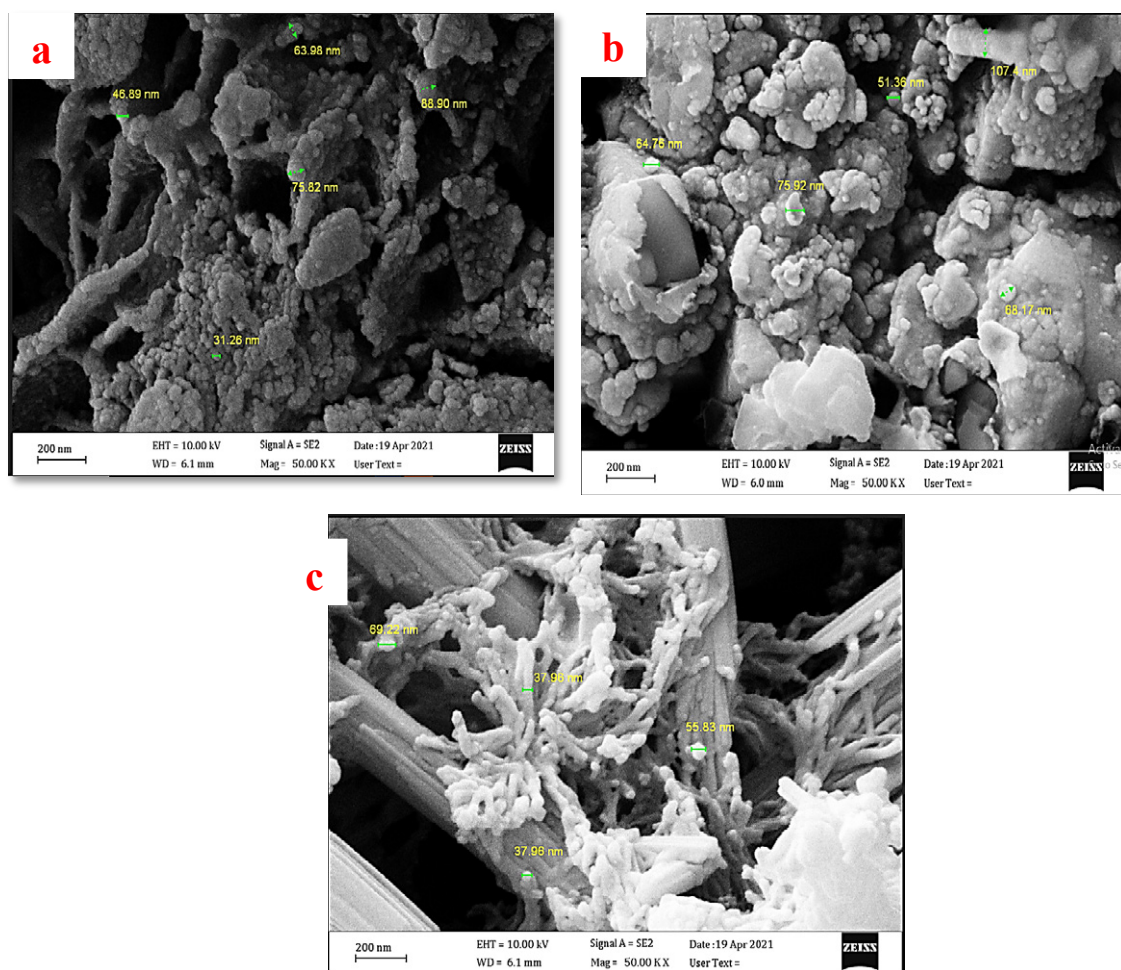 a
63.98 nm
46.89 nm
68.90 nm
75.82 nm
31.26 nm
200 nm
EHT = 10.00 kV
Signal A = SE2
Date :19 Apr 2021
ZEISS
WD = 6.1 mm
Mag = 50.00 K X
User Text =
b
107.4 nm
51.36 nm
64.76 nm
75.92 nm
68.17 nm
200 nm
EHT = 10.00 kV
Signal A = SE2
Date :19 Apr 2021
ZEISS
WD = 6.0 mm
Mag = 50.00 K X
User Text =
c
69.22 nm
37.96 nm
55.83 nm
37.96 nm
200 nm
EHT = 10.00 kV
Signal A = SE2
Date :19 Apr 2021
ZEISS
WD = 6.1 mm
Mag = 50.00 K X
User Text =